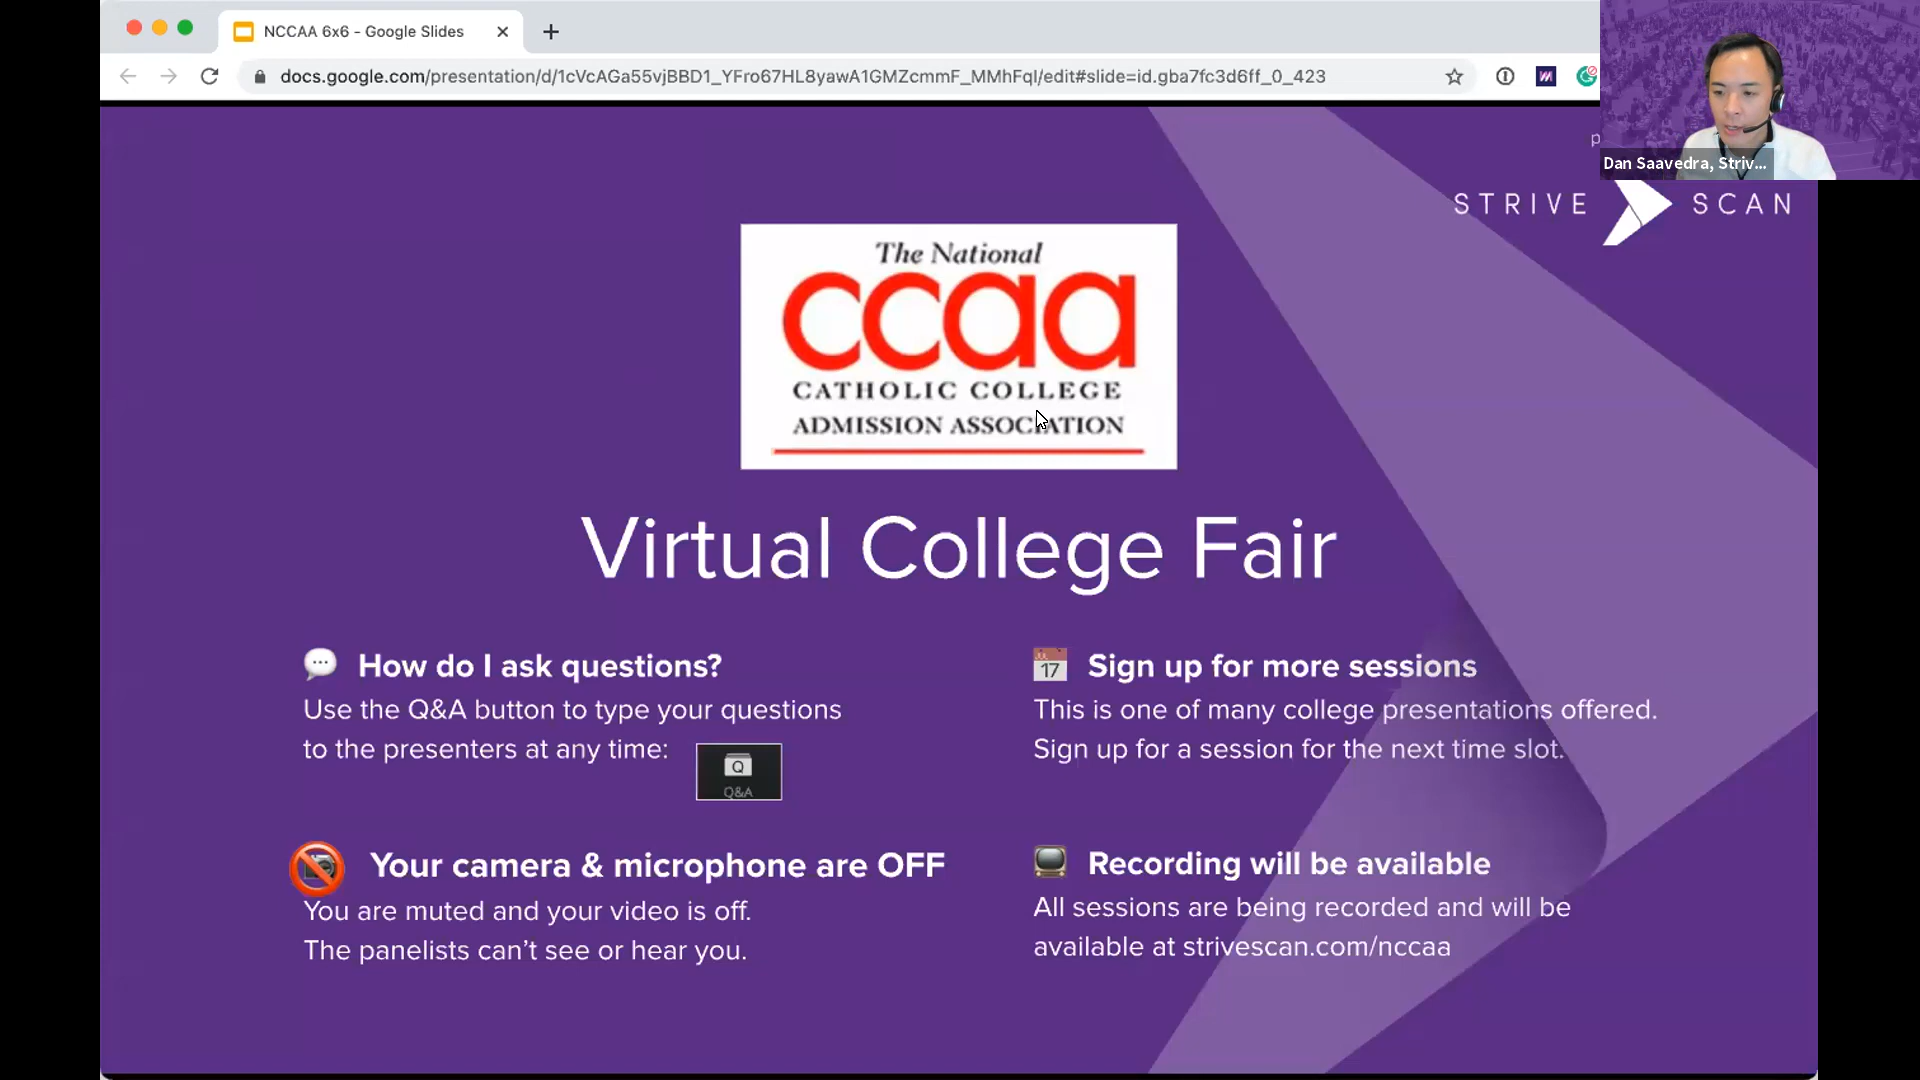 NCCAA 6x6 - Google Slides
docs.google.com/presentation/d/1cVcAGa55vjBBD1_YFro67HL8yawA1GMZcmmF_MMhFqI/edit#slide=id.gba7fc3d6ff_0_423
Dan Saavedra, Striv...
STRIVE SCAN
The National
ccaa
CATHOLIC COLLEGE
ADMISSION ASSOCIATION
Virtual College Fair
How do I ask questions?
Use the Q&A button to type your questions
to the presenters at any time:
Q
Q&A
Sign up for more sessions
17
This is one of many college presentations offered.
Sign up for a session for the next time slot.
Your camera & microphone are OFF
You are muted and your video is off.
The panelists can't see or hear you.
Recording will be available
All sessions are being recorded and will be
available at strivescan.com/nccaa